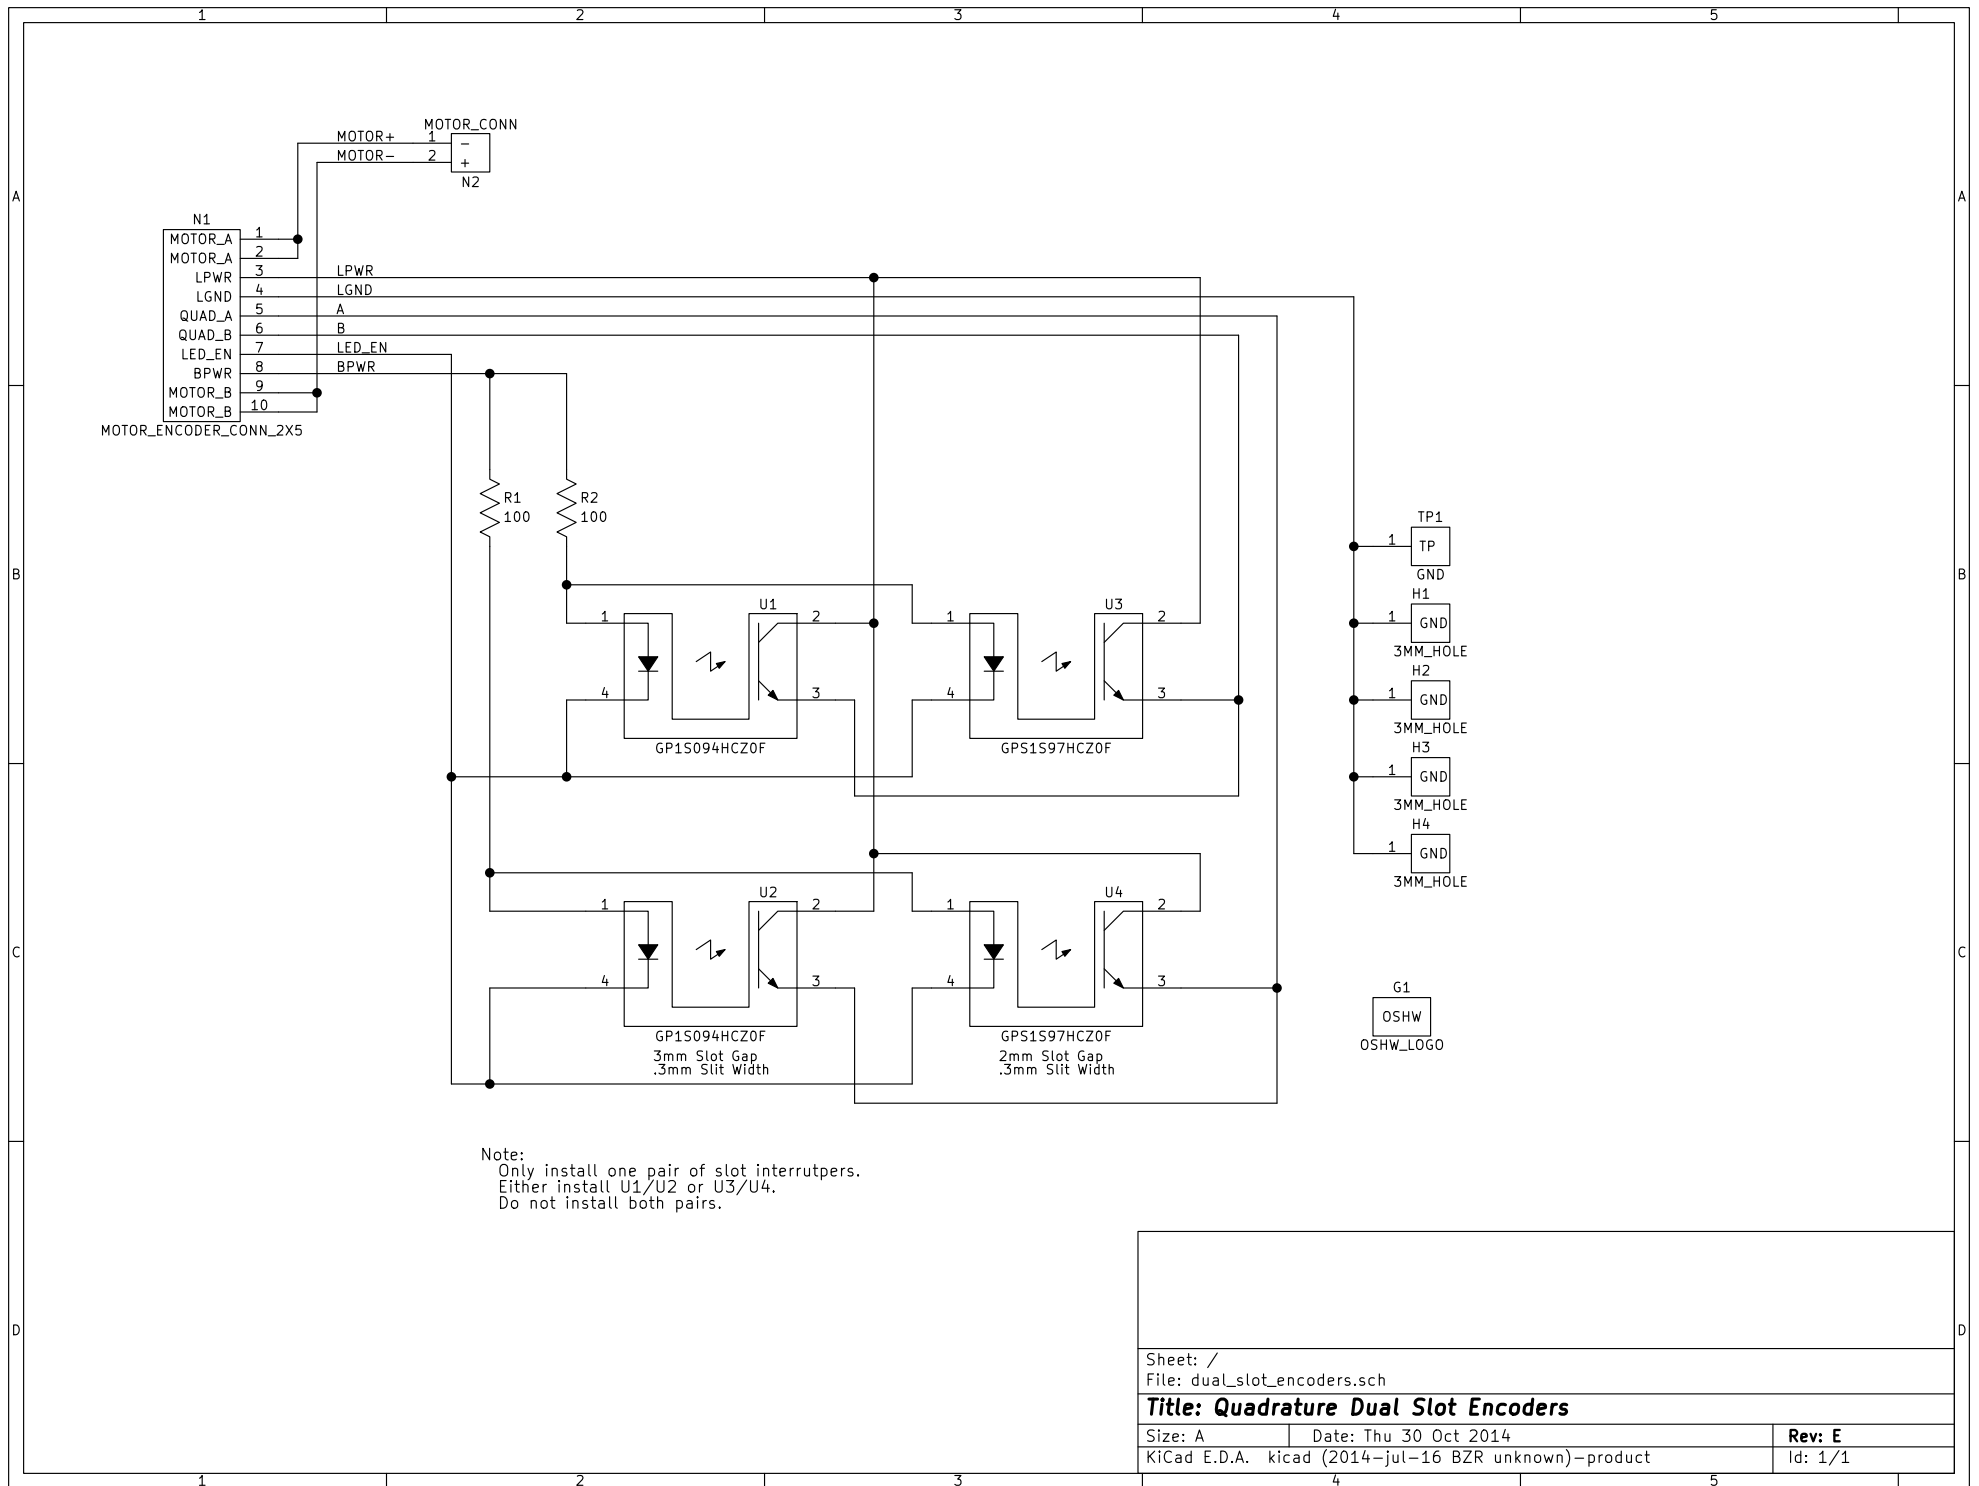 1 2 3 4 5
MOTOR_CONN
MOTOR+ 1 -
MOTOR- 2 +
N2
A A
N1
MOTOR_A 1
MOTOR_A 2
LPWR 3 LPWR
LGND 4 LGND
QUAD_A 5 A
QUAD_B 6 B
LED_EN 7 LED_EN
BPWR 8 BPWR
MOTOR_B 9
MOTOR_B 10
MOTOR_ENCODER_CONN_2X5
R1
100
R2
100
TP1
1 TP
GND
B B
H1
1 GND
3MM_HOLE
H2
1 GND
3MM_HOLE
H3
1 GND
3MM_HOLE
H4
1 GND
3MM_HOLE
U1
1 2
4 3
GP1S094HCZ0F
U3
1 2
4 3
GPS1S97HCZ0F
U2
1 2
4 3
GP1S094HCZ0F
3mm Slot Gap
.3mm Slit Width
U4
1 2
4 3
GPS1S97HCZ0F
2mm Slot Gap
.3mm Slit Width
C C
G1
OSHW
OSHW_LOGO
Note:
Only install one pair of slot interrutpers.
Either install U1/U2 or U3/U4.
Do not install both pairs.
D D
Sheet: /
File: dual_slot_encoders.sch
Title: Quadrature Dual Slot Encoders
Size: A Date: Thu 30 Oct 2014 Rev: E
KiCad E.D.A. kicad (2014-jul-16 BZR unknown)-product Id: 1/1
1 2 3 4 5